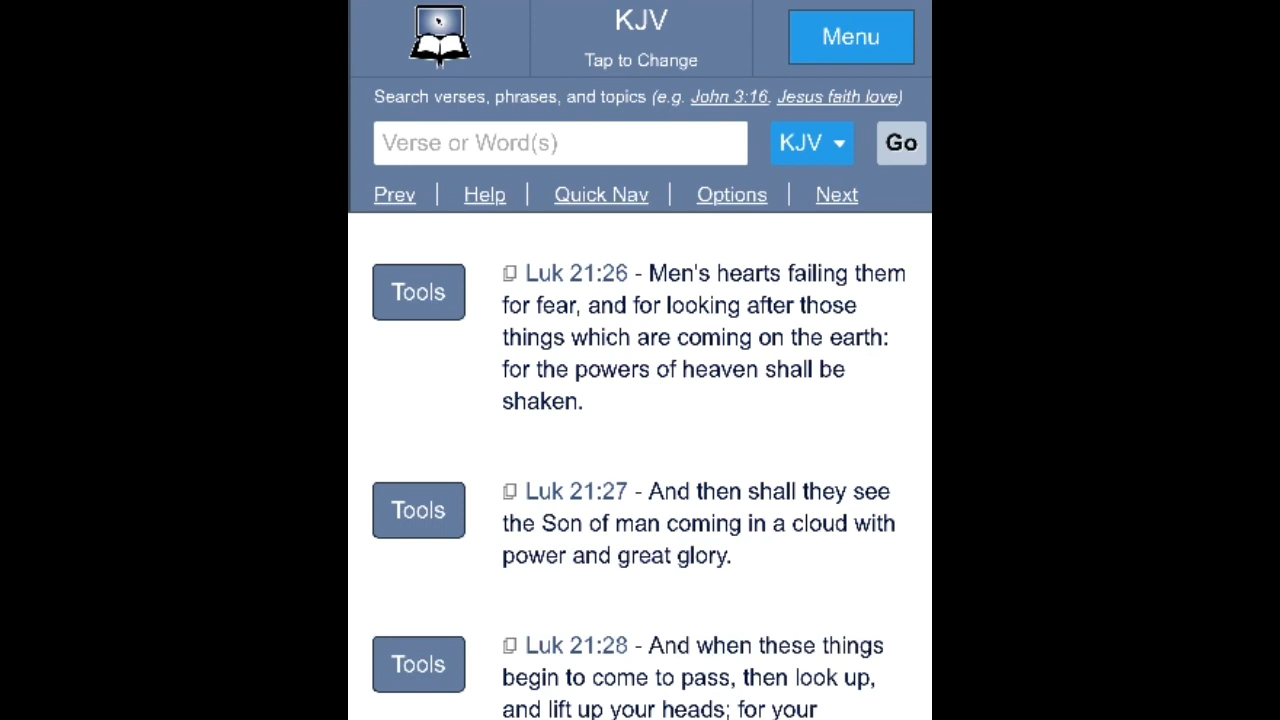 KJV
Tap to Change
Menu
Search verses, phrases, and topics (e.g. John 3:16, Jesus faith love)
Verse or Word(s)
KJV
Go
Prev | Help | Quick Nav | Options | Next
Tools
Luk 21:26 - Men's hearts failing them
for fear, and for looking after those
things which are coming on the earth:
for the powers of heaven shall be
shaken.
Tools
Luk 21:27 - And then shall they see
the Son of man coming in a cloud with
power and great glory.
Tools
Luk 21:28 - And when these things
begin to come to pass, then look up,
and lift up your heads; for your